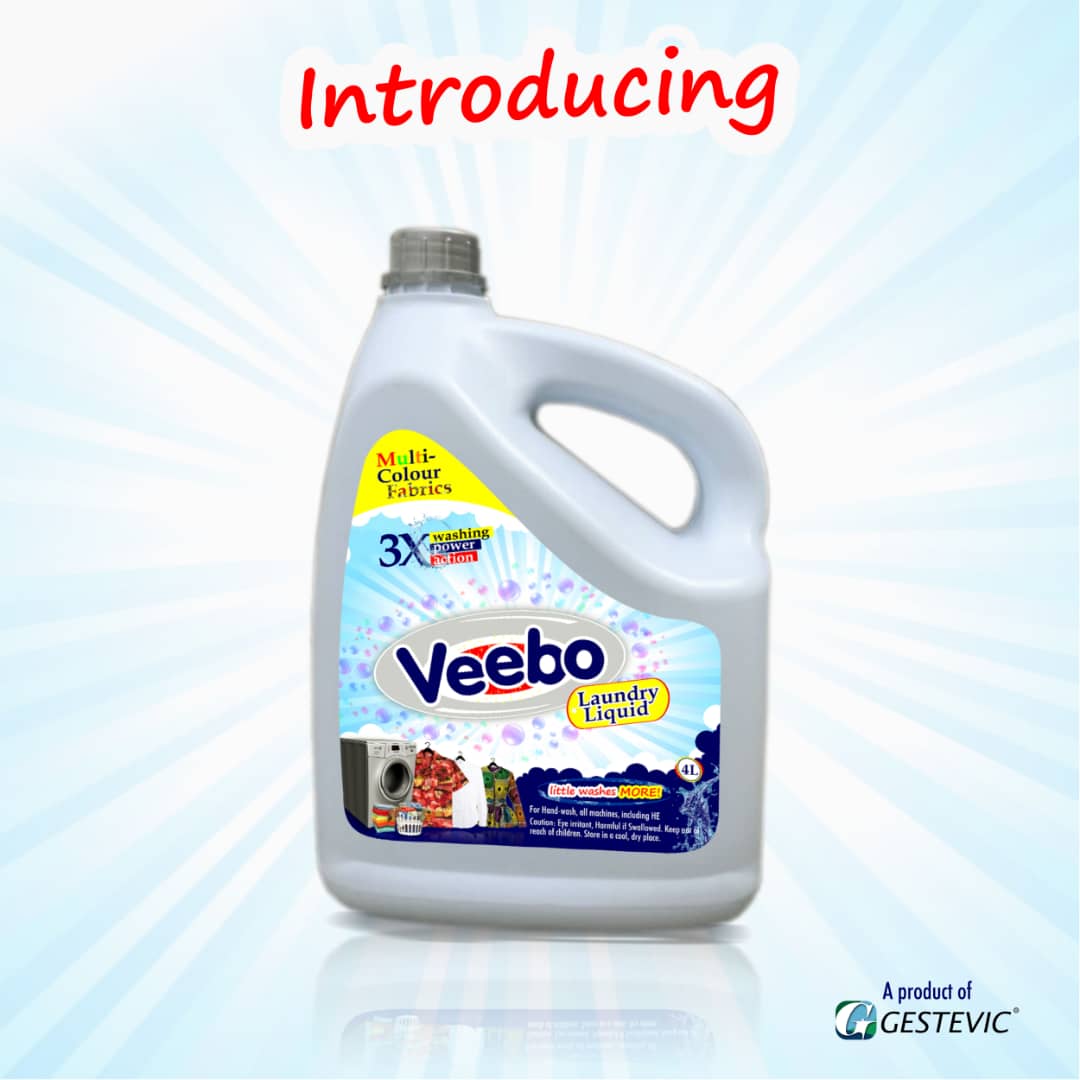 Introducing
Multi-
Colour
Fabrics
3X washing
power
action
Veebo
Laundry
Liquid
4L
little washes MORE!
For Hand-wash, all machines, including HE
Caution: Eye irritant, Harmful if Swallowed. Keep out of
reach of children. Store in a cool, dry place.
A product of
GESTEVIC®